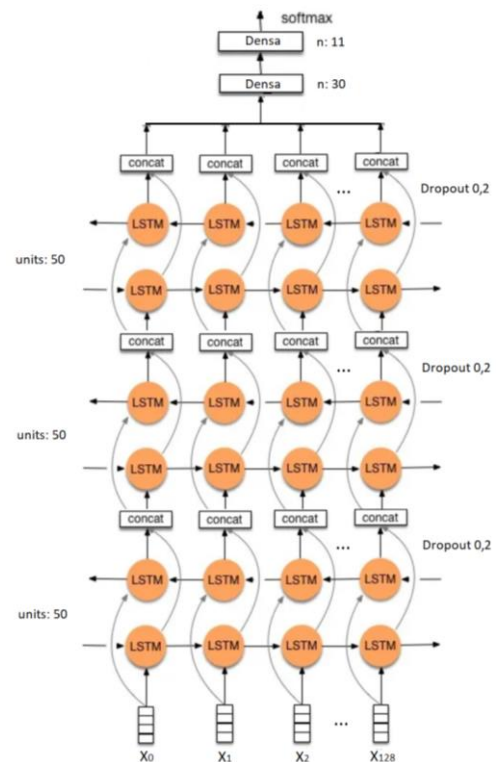 softmax
Densa n: 11
Densa n: 30
concat concat concat concat
... Dropout 0,2
LSTM LSTM LSTM LSTM
units: 50
LSTM LSTM LSTM LSTM
concat concat concat concat
... Dropout 0,2
LSTM LSTM LSTM LSTM
units: 50
LSTM LSTM LSTM LSTM
concat concat concat concat
... Dropout 0,2
LSTM LSTM LSTM LSTM
units: 50
LSTM LSTM LSTM LSTM
...
X0 X1 X2 X128